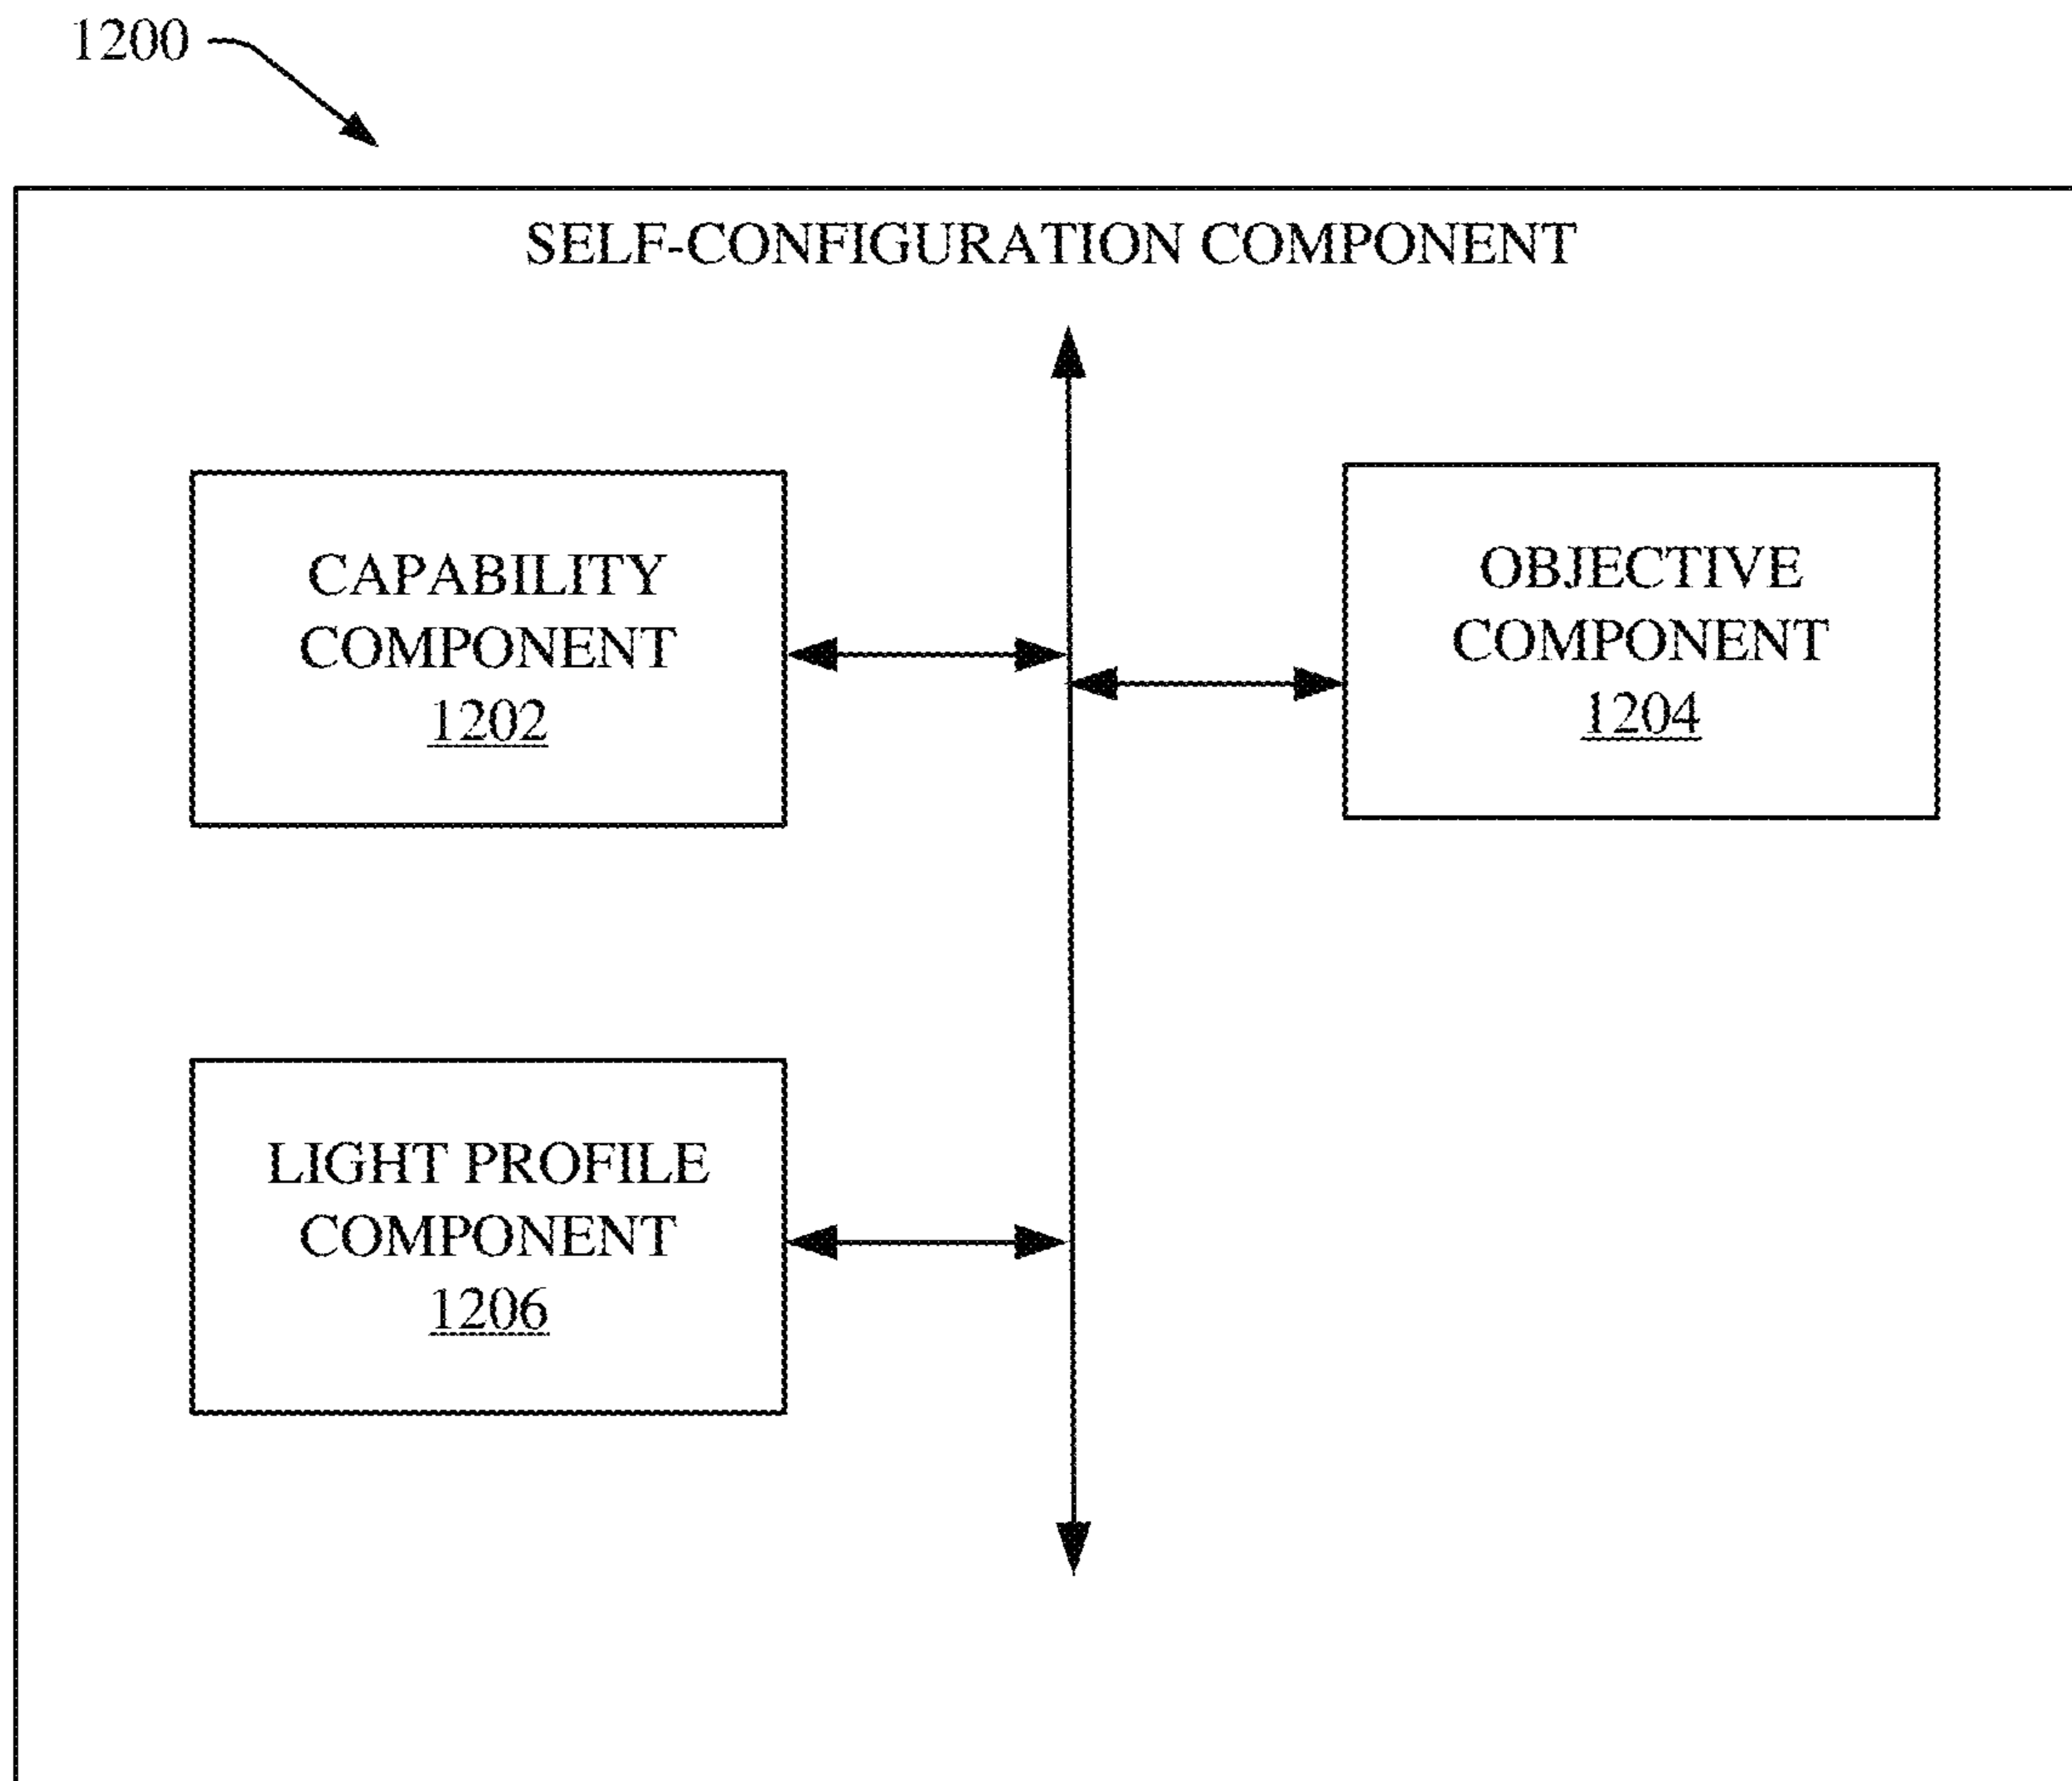 1200
SELF-CONFIGURATION COMPONENT
CAPABILITY
COMPONENT
1202
OBJECTIVE
COMPONENT
1204
LIGHT PROFILE
COMPONENT
1206